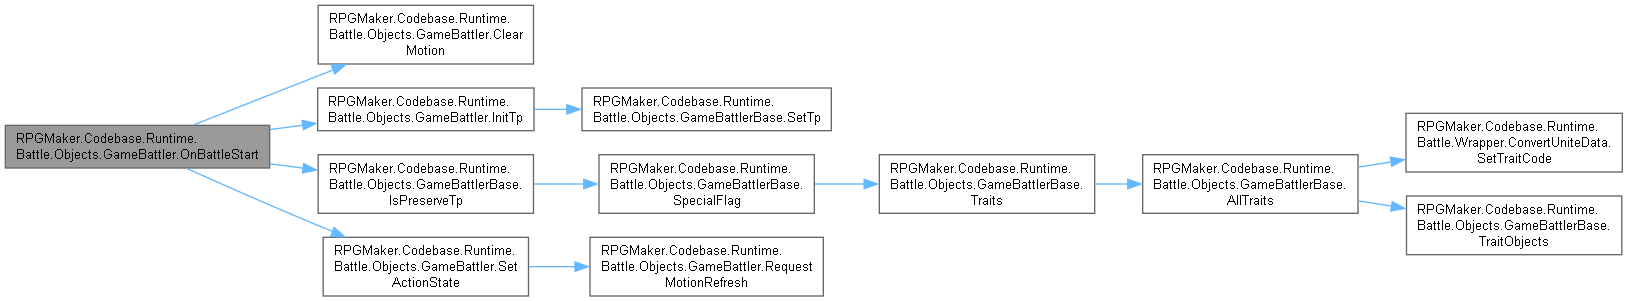 RPGMaker.Codebase.Runtime.
Battle.Objects.GameBattler.OnBattleStart
RPGMaker.Codebase.Runtime.
Battle.Objects.GameBattler.Clear
Motion
RPGMaker.Codebase.Runtime.
Battle.Objects.GameBattler.InitTp
RPGMaker.Codebase.Runtime.
Battle.Objects.GameBattlerBase.SetTp
RPGMaker.Codebase.Runtime.
Battle.Objects.GameBattlerBase.
IsPreserveTp
RPGMaker.Codebase.Runtime.
Battle.Objects.GameBattlerBase.
SpecialFlag
RPGMaker.Codebase.Runtime.
Battle.Objects.GameBattlerBase.
Traits
RPGMaker.Codebase.Runtime.
Battle.Objects.GameBattlerBase.
AllTraits
RPGMaker.Codebase.Runtime.
Battle.Wrapper.ConvertUniteData.
SetTraitCode
RPGMaker.Codebase.Runtime.
Battle.Objects.GameBattlerBase.
TraitObjects
RPGMaker.Codebase.Runtime.
Battle.Objects.GameBattler.Set
ActionState
RPGMaker.Codebase.Runtime.
Battle.Objects.GameBattler.Request
MotionRefresh